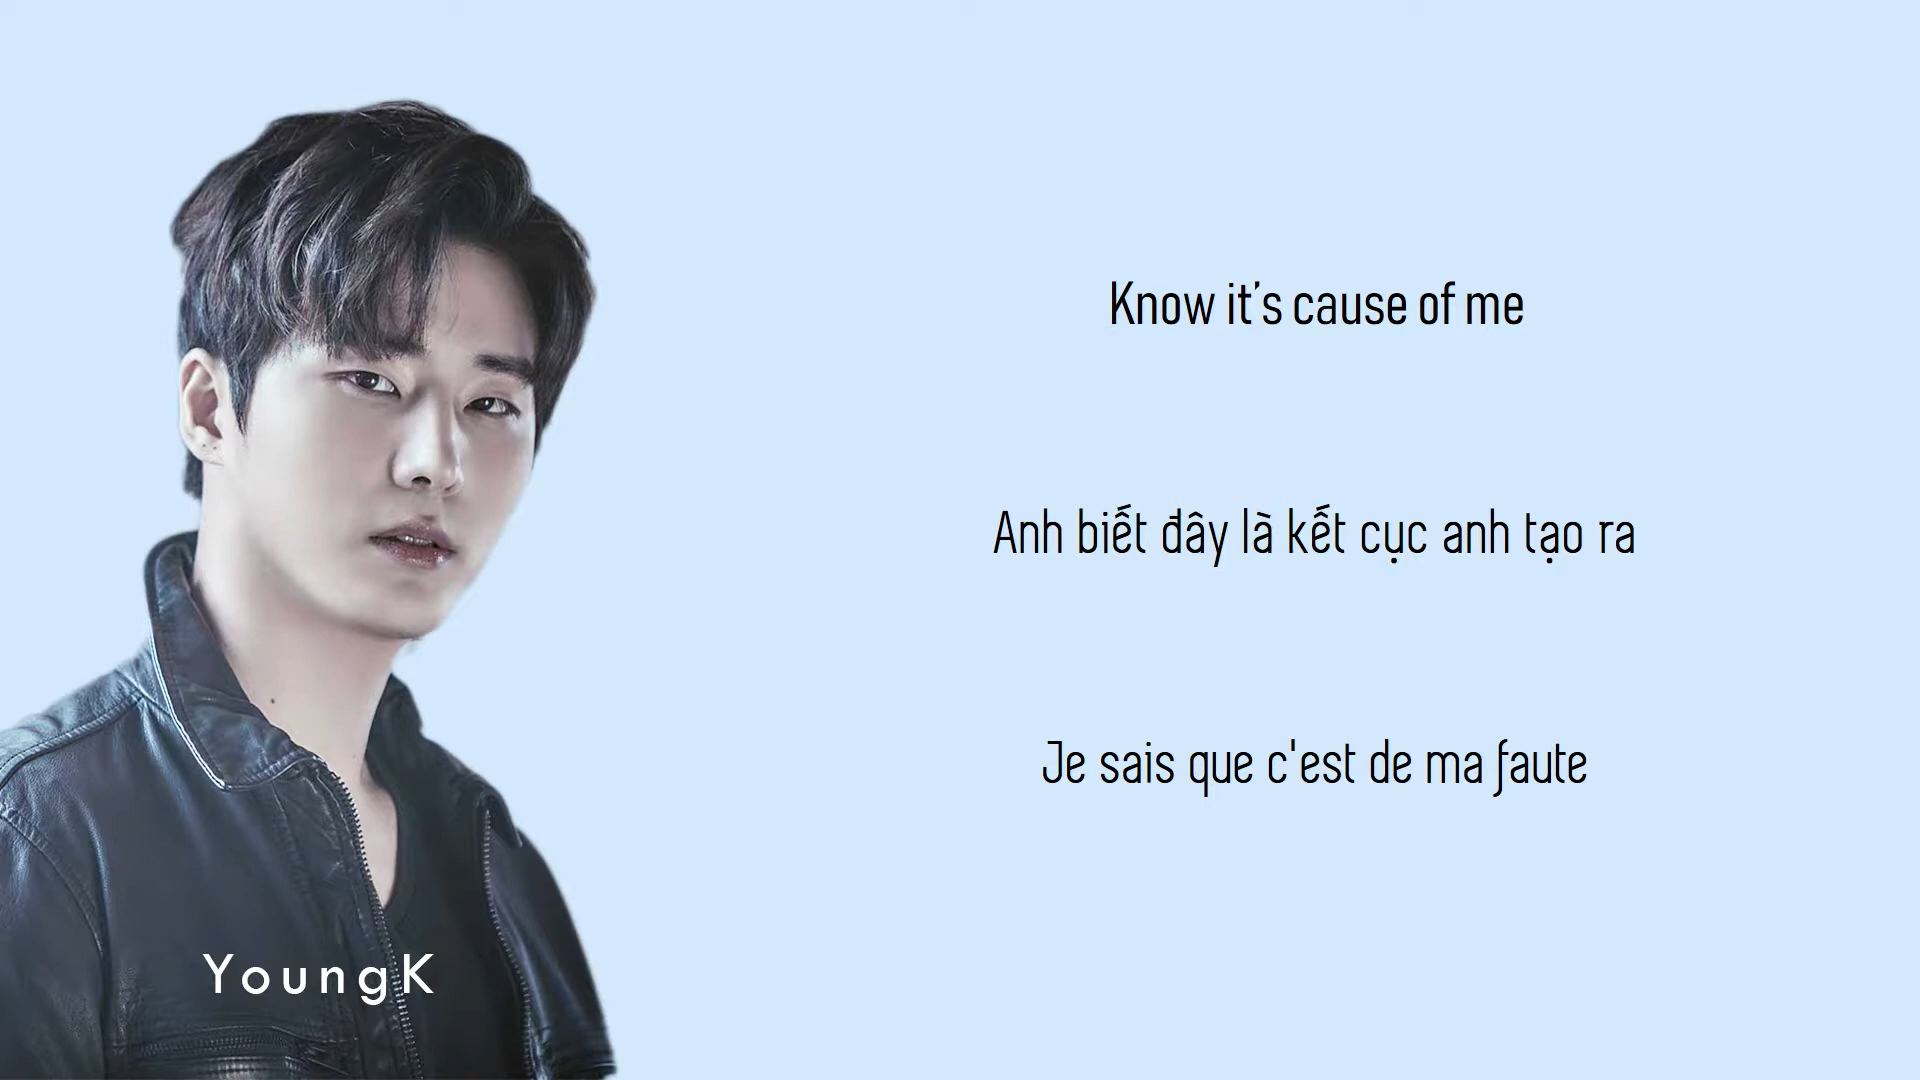 Know it’s cause of me
Anh biết đây là kết cục anh tạo ra
Je sais que c'est de ma faute
YoungK